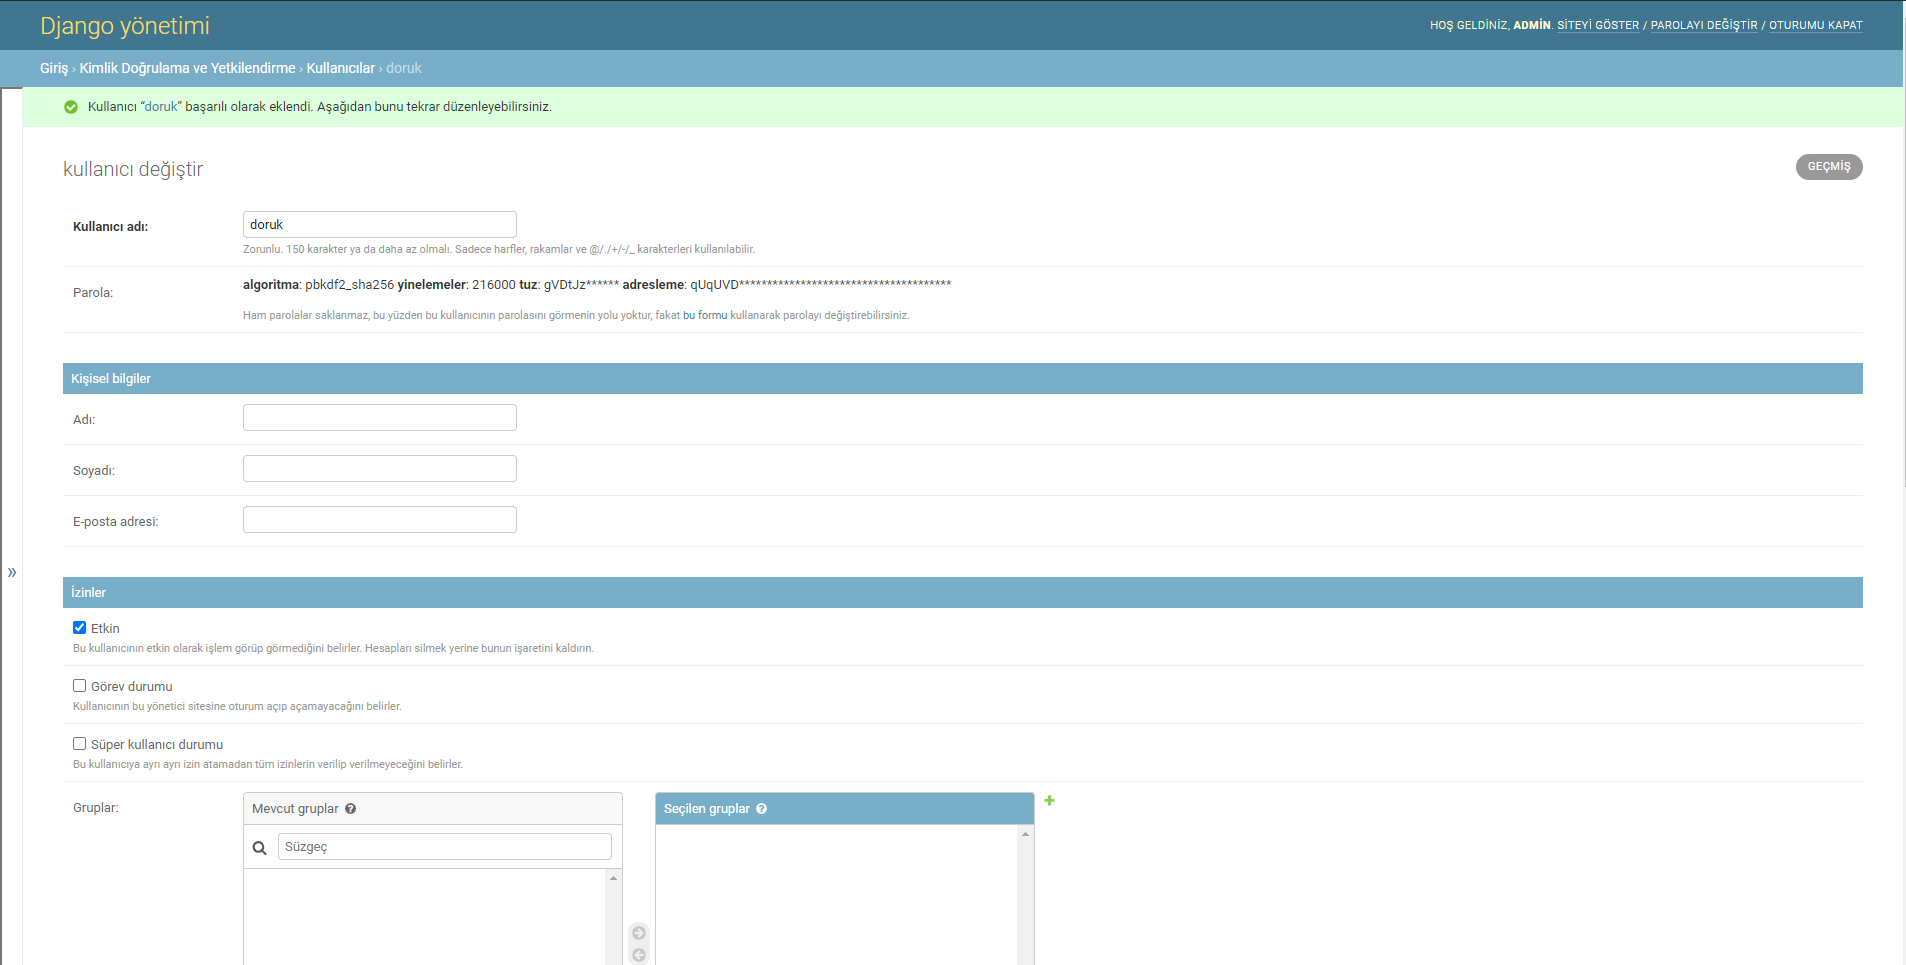 Django yönetimi
HOŞ GELDİNİZ, ADMIN. SİTEYİ GÖSTER / PAROLAYI DEĞİŞTİR / OTURUMU KAPAT
Giriş › Kimlik Doğrulama ve Yetkilendirme › Kullanıcılar › doruk
Kullanıcı “doruk” başarılı olarak eklendi. Aşağıdan bunu tekrar düzenleyebilirsiniz.
kullanıcı değiştir
GEÇMİŞ
Kullanıcı adı:
doruk
Zorunlu. 150 karakter ya da daha az olmalı. Sadece harfler, rakamlar ve @/./+/-/_ karakterleri kullanılabilir.
Parola:
algoritma: pbkdf2_sha256 yinelemeler: 216000 tuz: gVDtJz****** adresleme: qUqUVD**************************************
Ham parolalar saklanmaz, bu yüzden bu kullanıcının parolasını görmenin yolu yoktur, fakat bu formu kullanarak parolayı değiştirebilirsiniz.
Kişisel bilgiler
Adı:
Soyadı:
E-posta adresi:
»
İzinler
Etkin
Bu kullanıcının etkin olarak işlem görüp görmediğini belirler. Hesapları silmek yerine bunun işaretini kaldırın.
Görev durumu
Kullanıcının bu yönetici sitesine oturum açıp açamayacağını belirler.
Süper kullanıcı durumu
Bu kullanıcıya ayrı ayrı izin atamadan tüm izinlerin verilip verilmeyeceğini belirler.
Gruplar:
Mevcut gruplar
Seçilen gruplar
Süzgeç